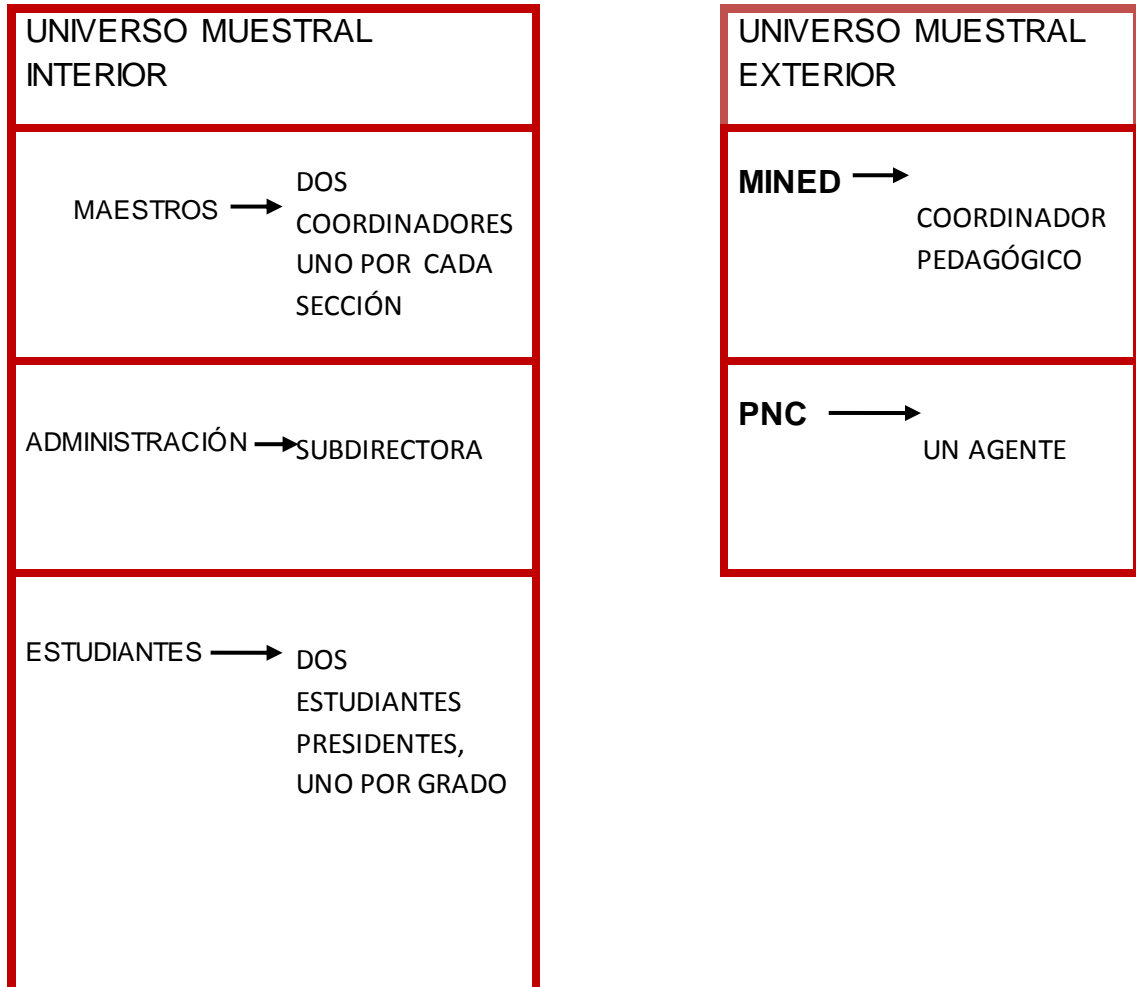 UNIVERSO MUESTRAL
INTERIOR
MAESTROS
DOS
COORDINADORES
UNO POR CADA
SECCIÓN
ADMINISTRACIÓN
SUBDIRECTORA
ESTUDIANTES
DOS
ESTUDIANTES
PRESIDENTES,
UNO POR GRADO
UNIVERSO MUESTRAL
EXTERIOR
MINED
COORDINADOR
PEDAGÓGICO
PNC
UN AGENTE